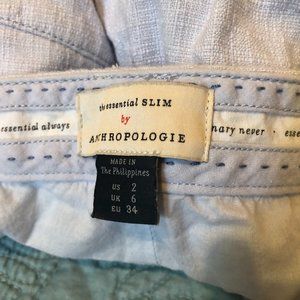 the essential SLIM
by
ANTHROPOLOGIE
essential always
nary never · esse
MADE IN
The Philippines
US 2
UK 6
EU 34